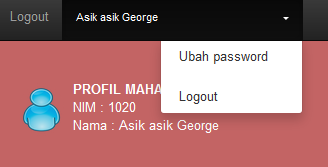 Logout Asik asik George
Ubah password
Logout
PROFIL MAHA
NIM : 1020
Nama : Asik asik George